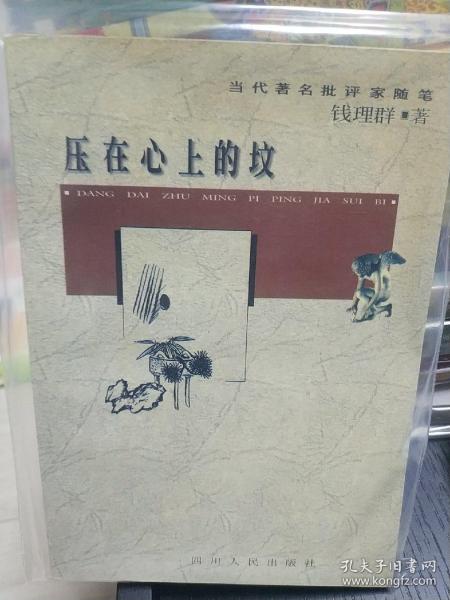 当代著名批评家随笔
钱理群 著
压在心上的坟
DANG DAI ZHU MING PI PING JIA SUI BI
四川人民出版社
孔夫子旧书网
www.kongfz.com